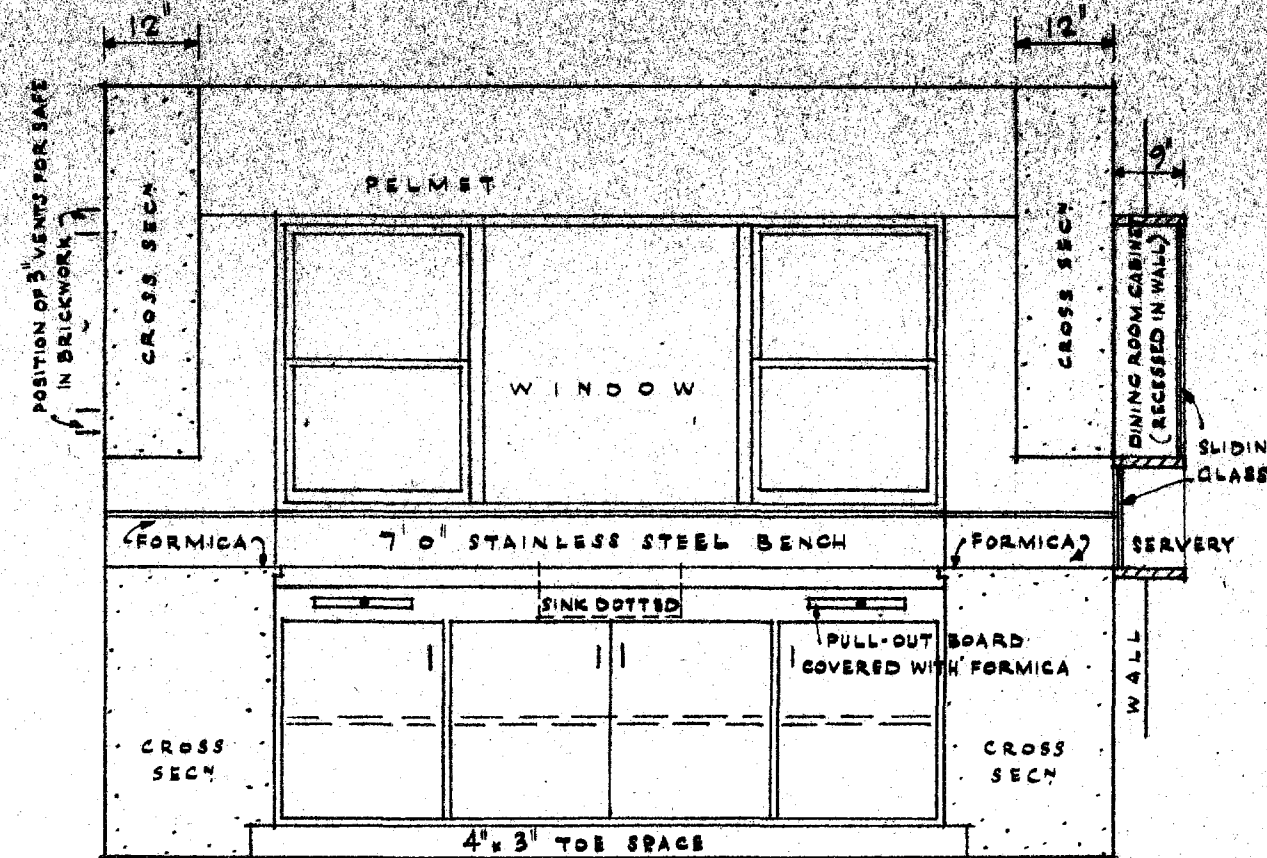 12"
12"
POSITION OF 3" VENTS FOR SAFE
IN BRICKWORK
CROSS SECN
PELMET
CROSS SECN
9"
DINING ROOM CABINET
(RECESSED IN WALL)
WINDOW
SLIDIN
GLASS
FORMICA
7'0" STAINLESS STEEL BENCH
FORMICA
SERVERY
SINK DOTTED
PULL-OUT BOARD
COVERED WITH FORMICA
WALL
CROSS
SECN
CROSS
SECN
4" x 3" TOE SPACE